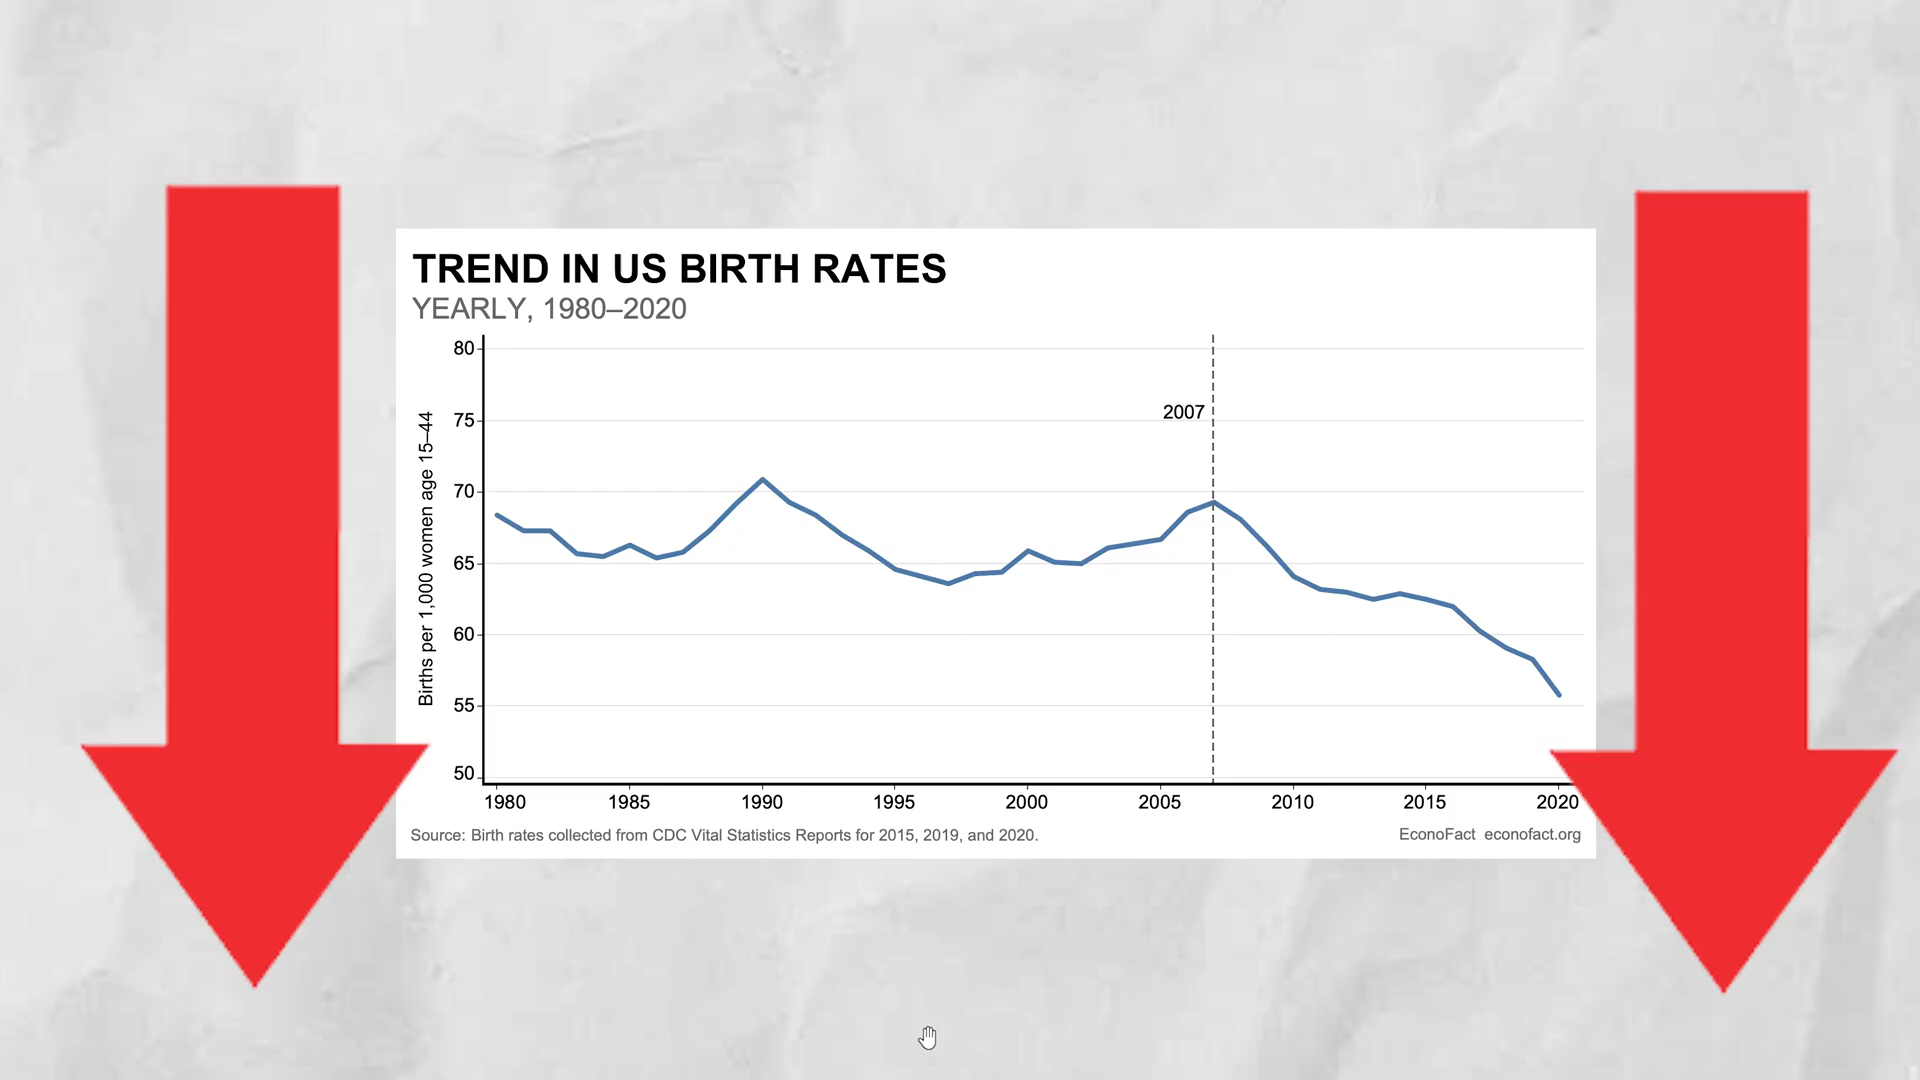 TREND IN US BIRTH RATES
YEARLY, 1980–2020
80
75
70
65
60
55
50
Births per 1,000 women age 15–44
2007
1980 1985 1990 1995 2000 2005 2010 2015 2020
Source: Birth rates collected from CDC Vital Statistics Reports for 2015, 2019, and 2020.
EconoFact econofact.org